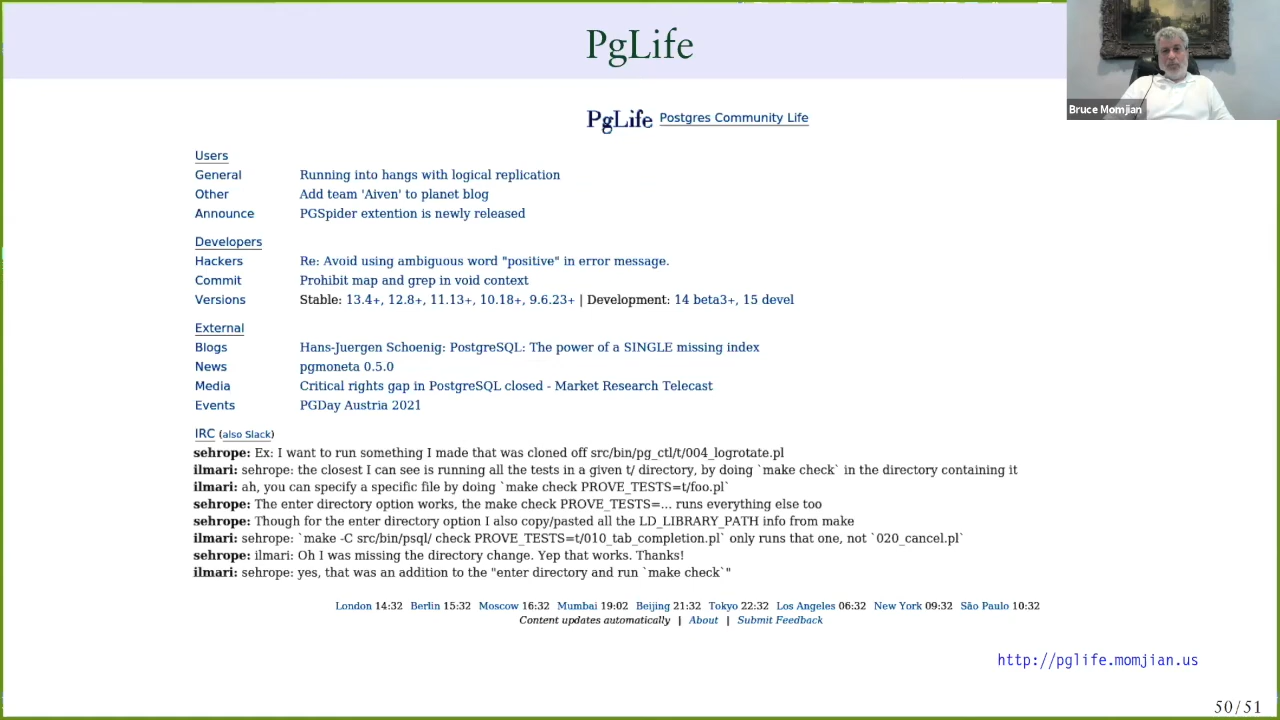 PgLife
Bruce Momjian
PgLife Postgres Community Life
Users
General Running into hangs with logical replication
Other Add team 'Aiven' to planet blog
Announce PGSpider extention is newly released
Developers
Hackers Re: Avoid using ambiguous word "positive" in error message.
Commit Prohibit map and grep in void context
Versions Stable: 13.4+, 12.8+, 11.13+, 10.18+, 9.6.23+ | Development: 14 beta3+, 15 devel
External
Blogs Hans-Juergen Schoenig: PostgreSQL: The power of a SINGLE missing index
News pgmoneta 0.5.0
Media Critical rights gap in PostgreSQL closed - Market Research Telecast
Events PGDay Austria 2021
IRC (also Slack)
sehrope: Ex: I want to run something I made that was cloned off src/bin/pg_ctl/t/004_logrotate.pl
ilmari: sehrope: the closest I can see is running all the tests in a given t/ directory, by doing `make check` in the directory containing it
ilmari: ah, you can specify a specific file by doing `make check PROVE_TESTS=t/foo.pl`
sehrope: The enter directory option works, the make check PROVE_TESTS=... runs everything else too
sehrope: Though for the enter directory option I also copy/pasted all the LD_LIBRARY_PATH info from make
ilmari: sehrope: `make -C src/bin/psql/ check PROVE_TESTS=t/010_tab_completion.pl` only runs that one, not `020_cancel.pl`
sehrope: ilmari: Oh I was missing the directory change. Yep that works. Thanks!
ilmari: sehrope: yes, that was an addition to the "enter directory and run `make check`"
London 14:32 Berlin 15:32 Moscow 16:32 Mumbai 19:02 Beijing 21:32 Tokyo 22:32 Los Angeles 06:32 New York 09:32 São Paulo 10:32
Content updates automatically | About | Submit Feedback
http://pglife.momjian.us
50/51